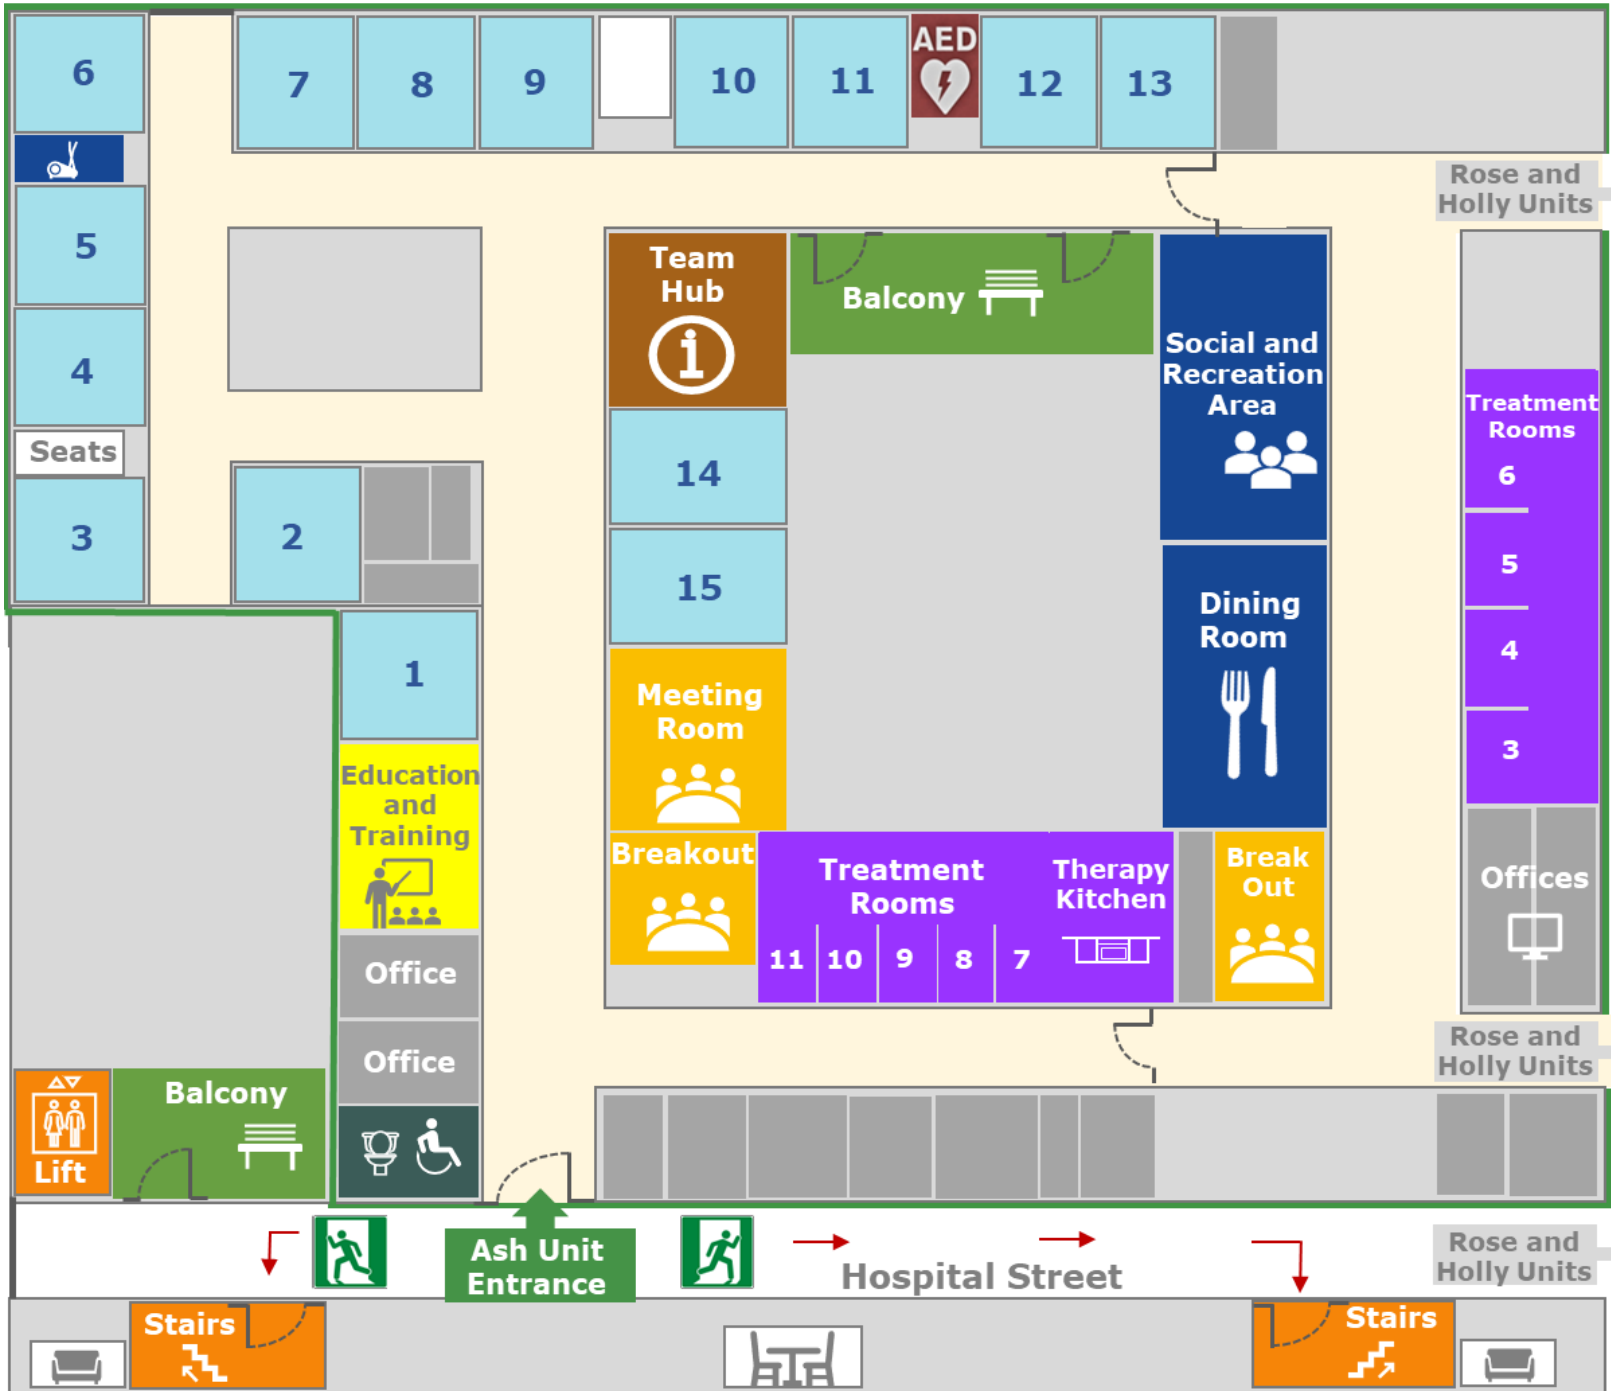 6
7
8
9
10
11
AED
12
13
Rose and
Holly Units
5
4
Seats
3
2
1
Team
Hub
i
Balcony
Social and
Recreation
Area
14
15
Dining
Room
Meeting
Room
Breakout
Treatment
Rooms
11
10
9
8
7
Therapy
Kitchen
Break
Out
Treatment
Rooms
6
5
4
3
Offices
Rose and
Holly Units
Education
and
Training
Office
Office
Lift
Balcony
Ash Unit
Entrance
Hospital Street
Rose and
Holly Units
Stairs
Stairs